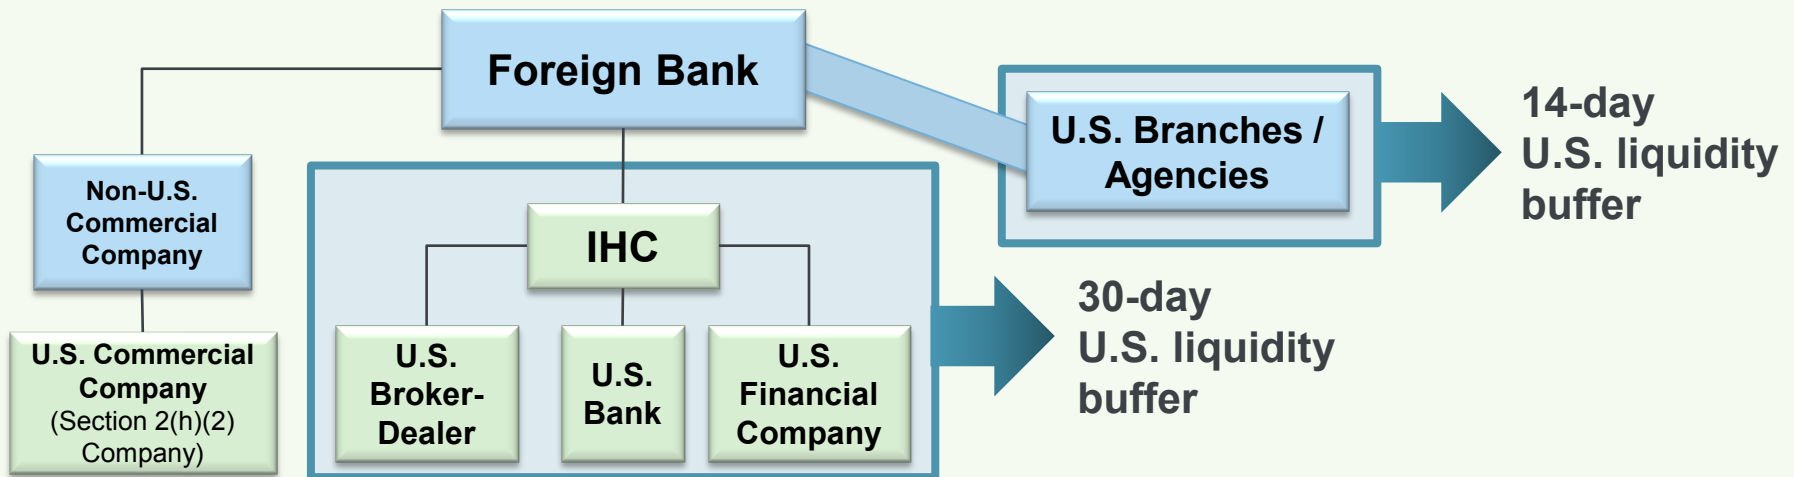 Foreign Bank
U.S. Branches /
Agencies
14-day
U.S. liquidity
buffer
Non-U.S.
Commercial
Company
IHC
30-day
U.S. liquidity
buffer
U.S. Commercial
Company
(Section 2(h)(2)
Company)
U.S.
Broker-
Dealer
U.S.
Bank
U.S.
Financial
Company